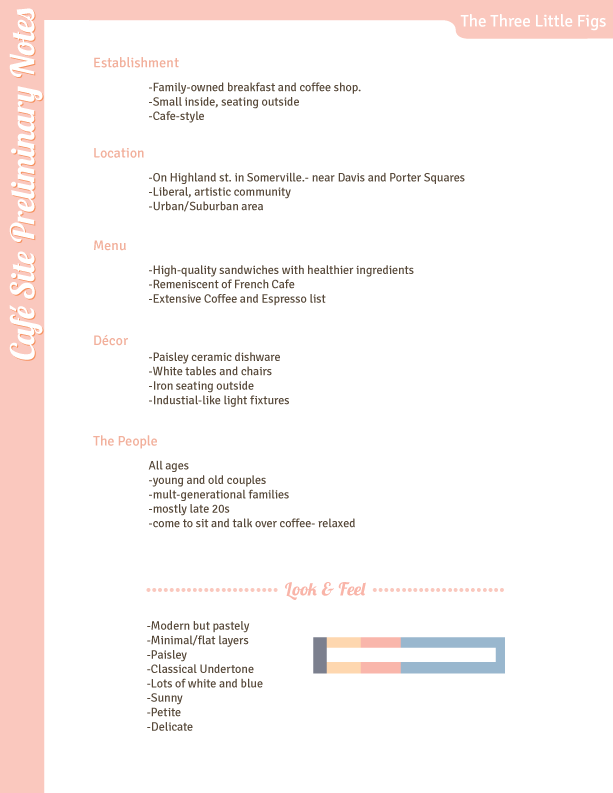 The Three Little Figs
Café Site Preliminary Notes
Establishment
-Family-owned breakfast and coffee shop.
-Small inside, seating outside
-Cafe-style
Location
-On Highland st. in Somerville.- near Davis and Porter Squares
-Liberal, artistic community
-Urban/Suburban area
Menu
-High-quality sandwiches with healthier ingredients
-Remeniscent of French Cafe
-Extensive Coffee and Espresso list
Décor
-Paisley ceramic dishware
-White tables and chairs
-Iron seating outside
-Industial-like light fixtures
The People
All ages
-young and old couples
-mult-generational families
-mostly late 20s
-come to sit and talk over coffee- relaxed
Look & Feel
-Modern but pastely
-Minimal/flat layers
-Paisley
-Classical Undertone
-Lots of white and blue
-Sunny
-Petite
-Delicate